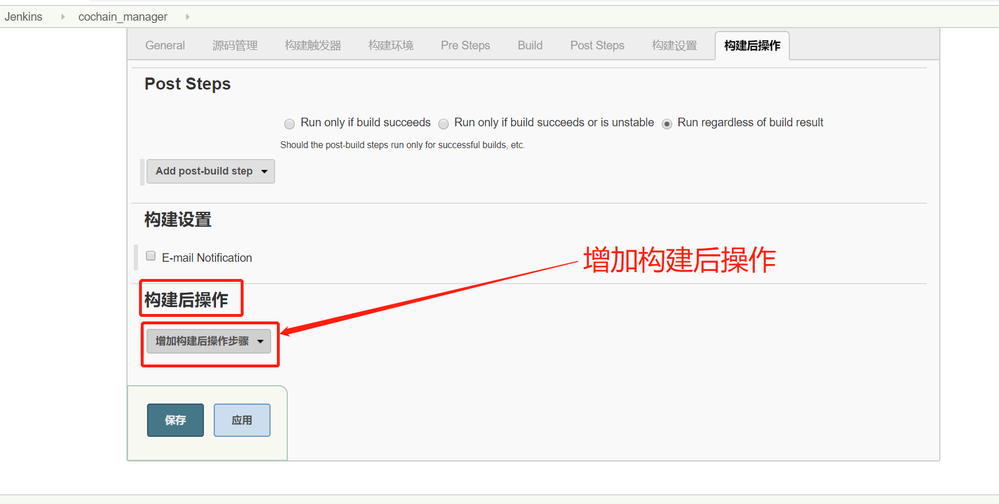 Jenkins cochain_manager
General 源码管理 构建触发器 构建环境 Pre Steps Build Post Steps 构建设置 构建后操作
Post Steps
Run only if build succeeds Run only if build succeeds or is unstable Run regardless of build result
Should the post-build steps run only for successful builds, etc.
Add post-build step
构建设置
E-mail Notification
增加构建后操作
构建后操作
增加构建后操作步骤
保存 应用